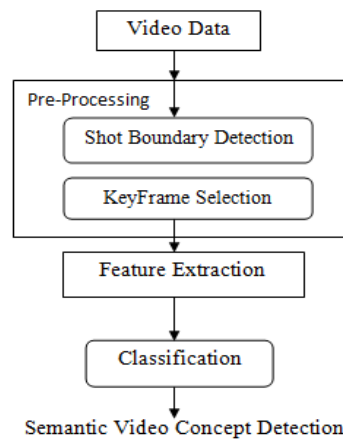 Video Data
Pre-Processing
Shot Boundary Detection
KeyFrame Selection
Feature Extraction
Classification
Semantic Video Concept Detection